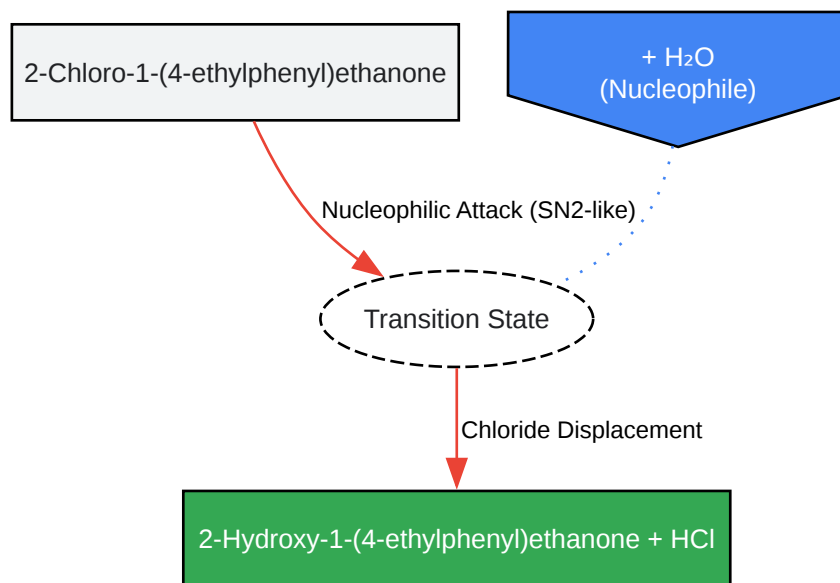 2-Chloro-1-(4-ethylphenyl)ethanone
+ H₂O
(Nucleophile)
Nucleophilic Attack (SN2-like)
Transition State
Chloride Displacement
2-Hydroxy-1-(4-ethylphenyl)ethanone + HCl